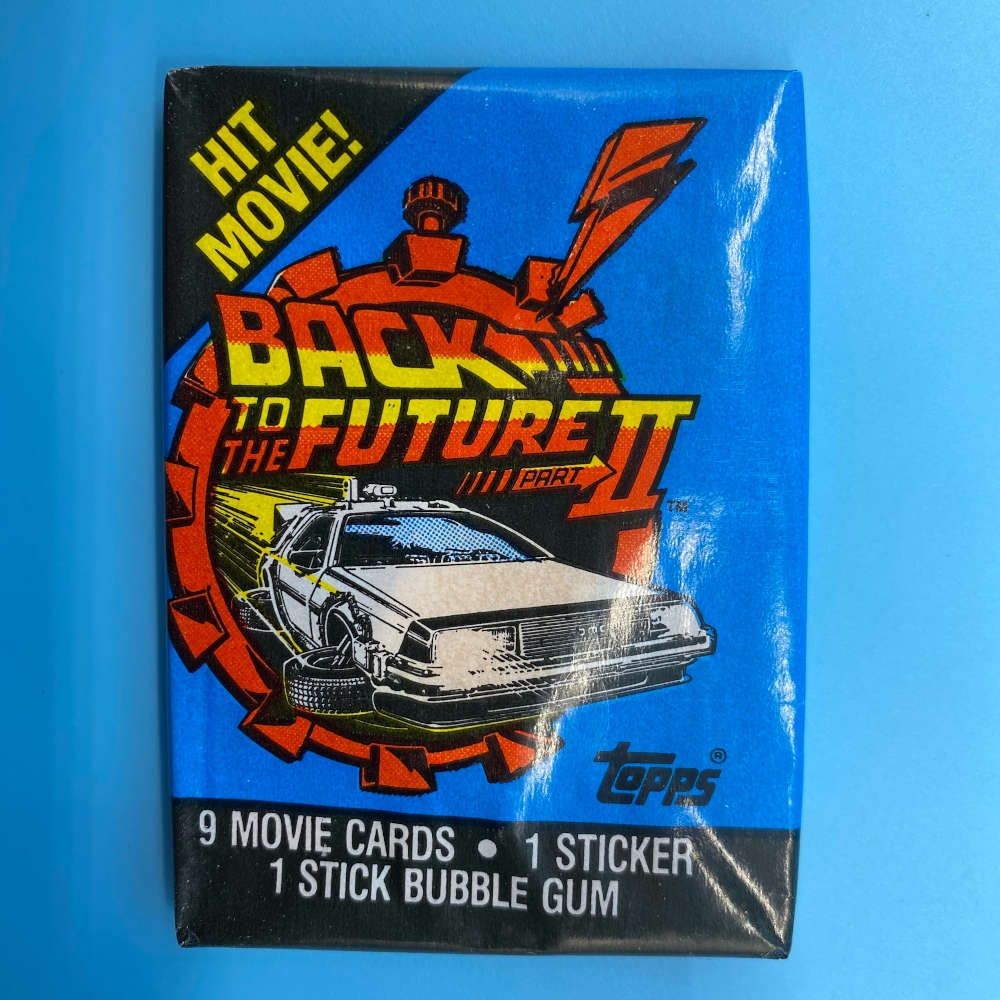 HIT
MOVIE!
BACK
TO
THE FUTURE II
PART
TM
topps®
9 MOVIE CARDS • 1 STICKER
1 STICK BUBBLE GUM